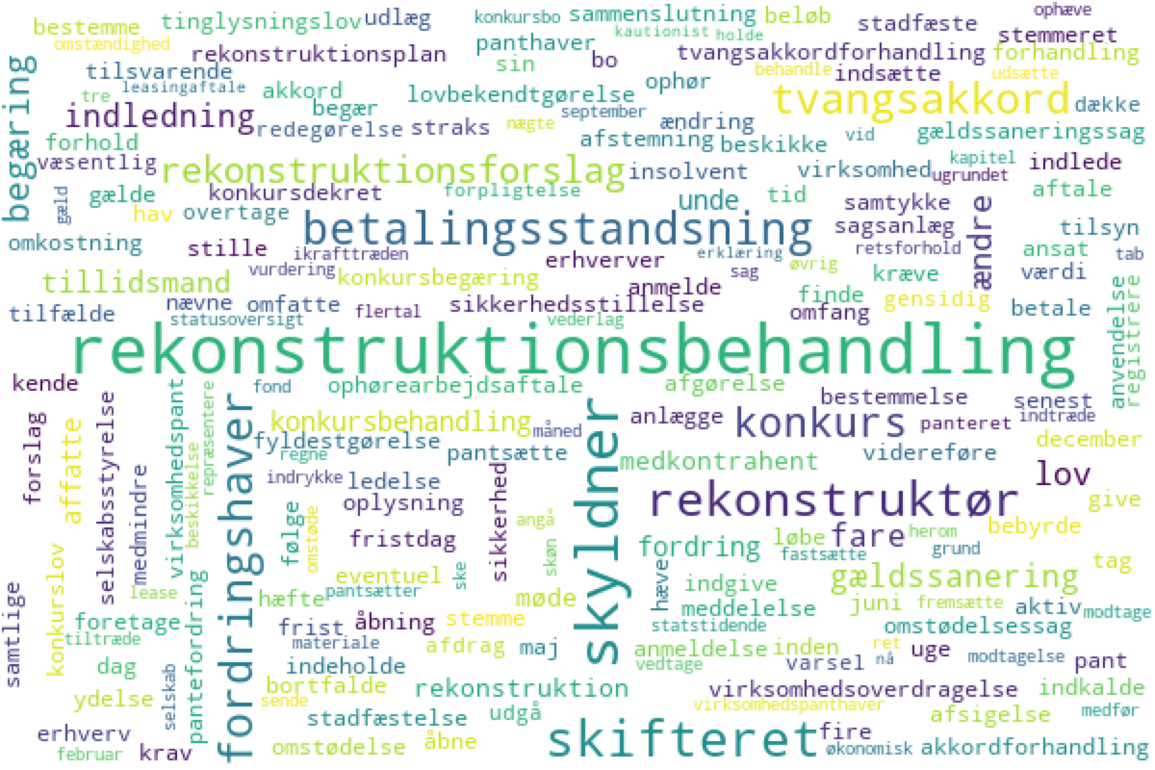 bestemme tinglysningslov udlæg konkursbo sammenslutning beløb stadfæste ophæve
omstændighed rekonstruktionsplan panthaver kautionist holde tvangsakkordforhandling stemmeret forhandling
tilsvarende sin bo behandle indsætte udsætte
tre leasingaftale akkord lovbekendtgørelse ophør tvangsakkord dække
begæring indledning begær september ændring
forhold redegørelse straks nægte afstemning beskikke vid gældssaneringssag
væsentlig rekonstruktionsforslag insolvent virksomhed ugrundet kapitel indlede
gæld gælde konkursdekret forpligtelse unde tid samtykke aftale
hav overtage betalingsstandsning sagsanlæg ændre tilsyn
omkostning stille ikrafttræden erhverver erklæring retsforhold ansat tab
tillidsmand vurdering konkursbegæring anmelde sag øvrig kræve værdi
tilfælde nævne omfatte flertal sikkerhedsstillelse finde gensidig betale
statusoversigt vederlag omfang anvendelse registrere
rekonstruktionsbehandling
kende fond ophørearbejdsaftale afgørelse bestemmelse senest
forslag affatte selskabsstyrelse medmindre virksomhedspant beskikkelse repræsentere fordringshaver konkursbehandling måned skyldner anlægge konkurs panteret indtræde
fyldestgørelse pantsætte videreføre december
regne medkontrahent lov
indrykke ledelse sikkerhed rekonstruktør give
oplysning angå bebyrde
følge omstøde fristdag skøn fordring løbe fare herom
eventuel ske fastsætte grund tag
samtlige konkurslov lease pantefordring hæfte pantsætter møde hæve indgive gældssanering
foretage frist åbning stemme meddelelse juni fremsætte aktiv modtage
tiltræde materiale afdrag maj statstidende omstødelsessag
dag indeholde anmeldelse inden ret uge
vedtage varsel nå modtagelse pant
ydelse selskab bortfalde rekonstruktion virksomhedsoverdragelse indkalde
sende stadfæstelse udgå virksomhedspanthaver afsigelse medfør
erhverv omstødelse åbne skifteret fire
februar krav økonomisk akkordforhandling